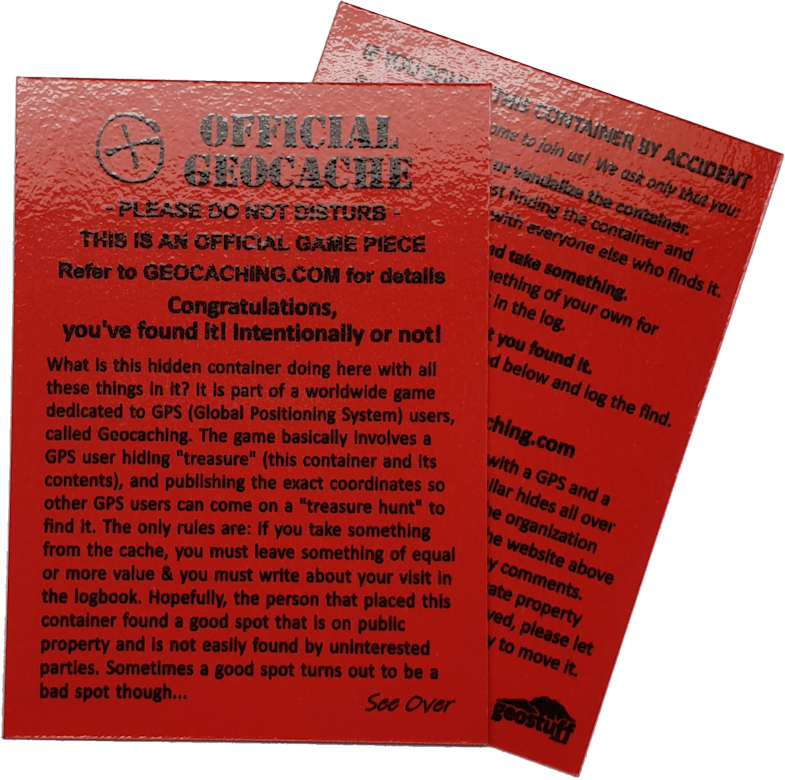 OFFICIAL
GEOCACHE
- PLEASE DO NOT DISTURB -
THIS IS AN OFFICIAL GAME PIECE
Refer to GEOCACHING.COM for details
Congratulations,
you've found it! Intentionally or not!
What is this hidden container doing here with all
these things in it? It is part of a worldwide game
dedicated to GPS (Global Positioning System) users,
called Geocaching. The game basically involves a
GPS user hiding "treasure" (this container and its
contents), and publishing the exact coordinates so
other GPS users can come on a "treasure hunt" to
find it. The only rules are: If you take something
from the cache, you must leave something of equal
or more value & you must write about your visit in
the logbook. Hopefully, the person that placed this
container found a good spot that is on public
property and is not easily found by uninterested
parties. Sometimes a good spot turns out to be a
bad spot though...
See Over
IF YOU FOUND THIS CONTAINER BY ACCIDENT
to join us! We ask only that you:
or vandalize the container.
finding the container and
with everyone else who finds it.
take something.
of your own for
in the log.
you found it.
below and log the find.
with a GPS and a
hides all over
organization
website above
comments.
property
please let
to move it.
geostuff